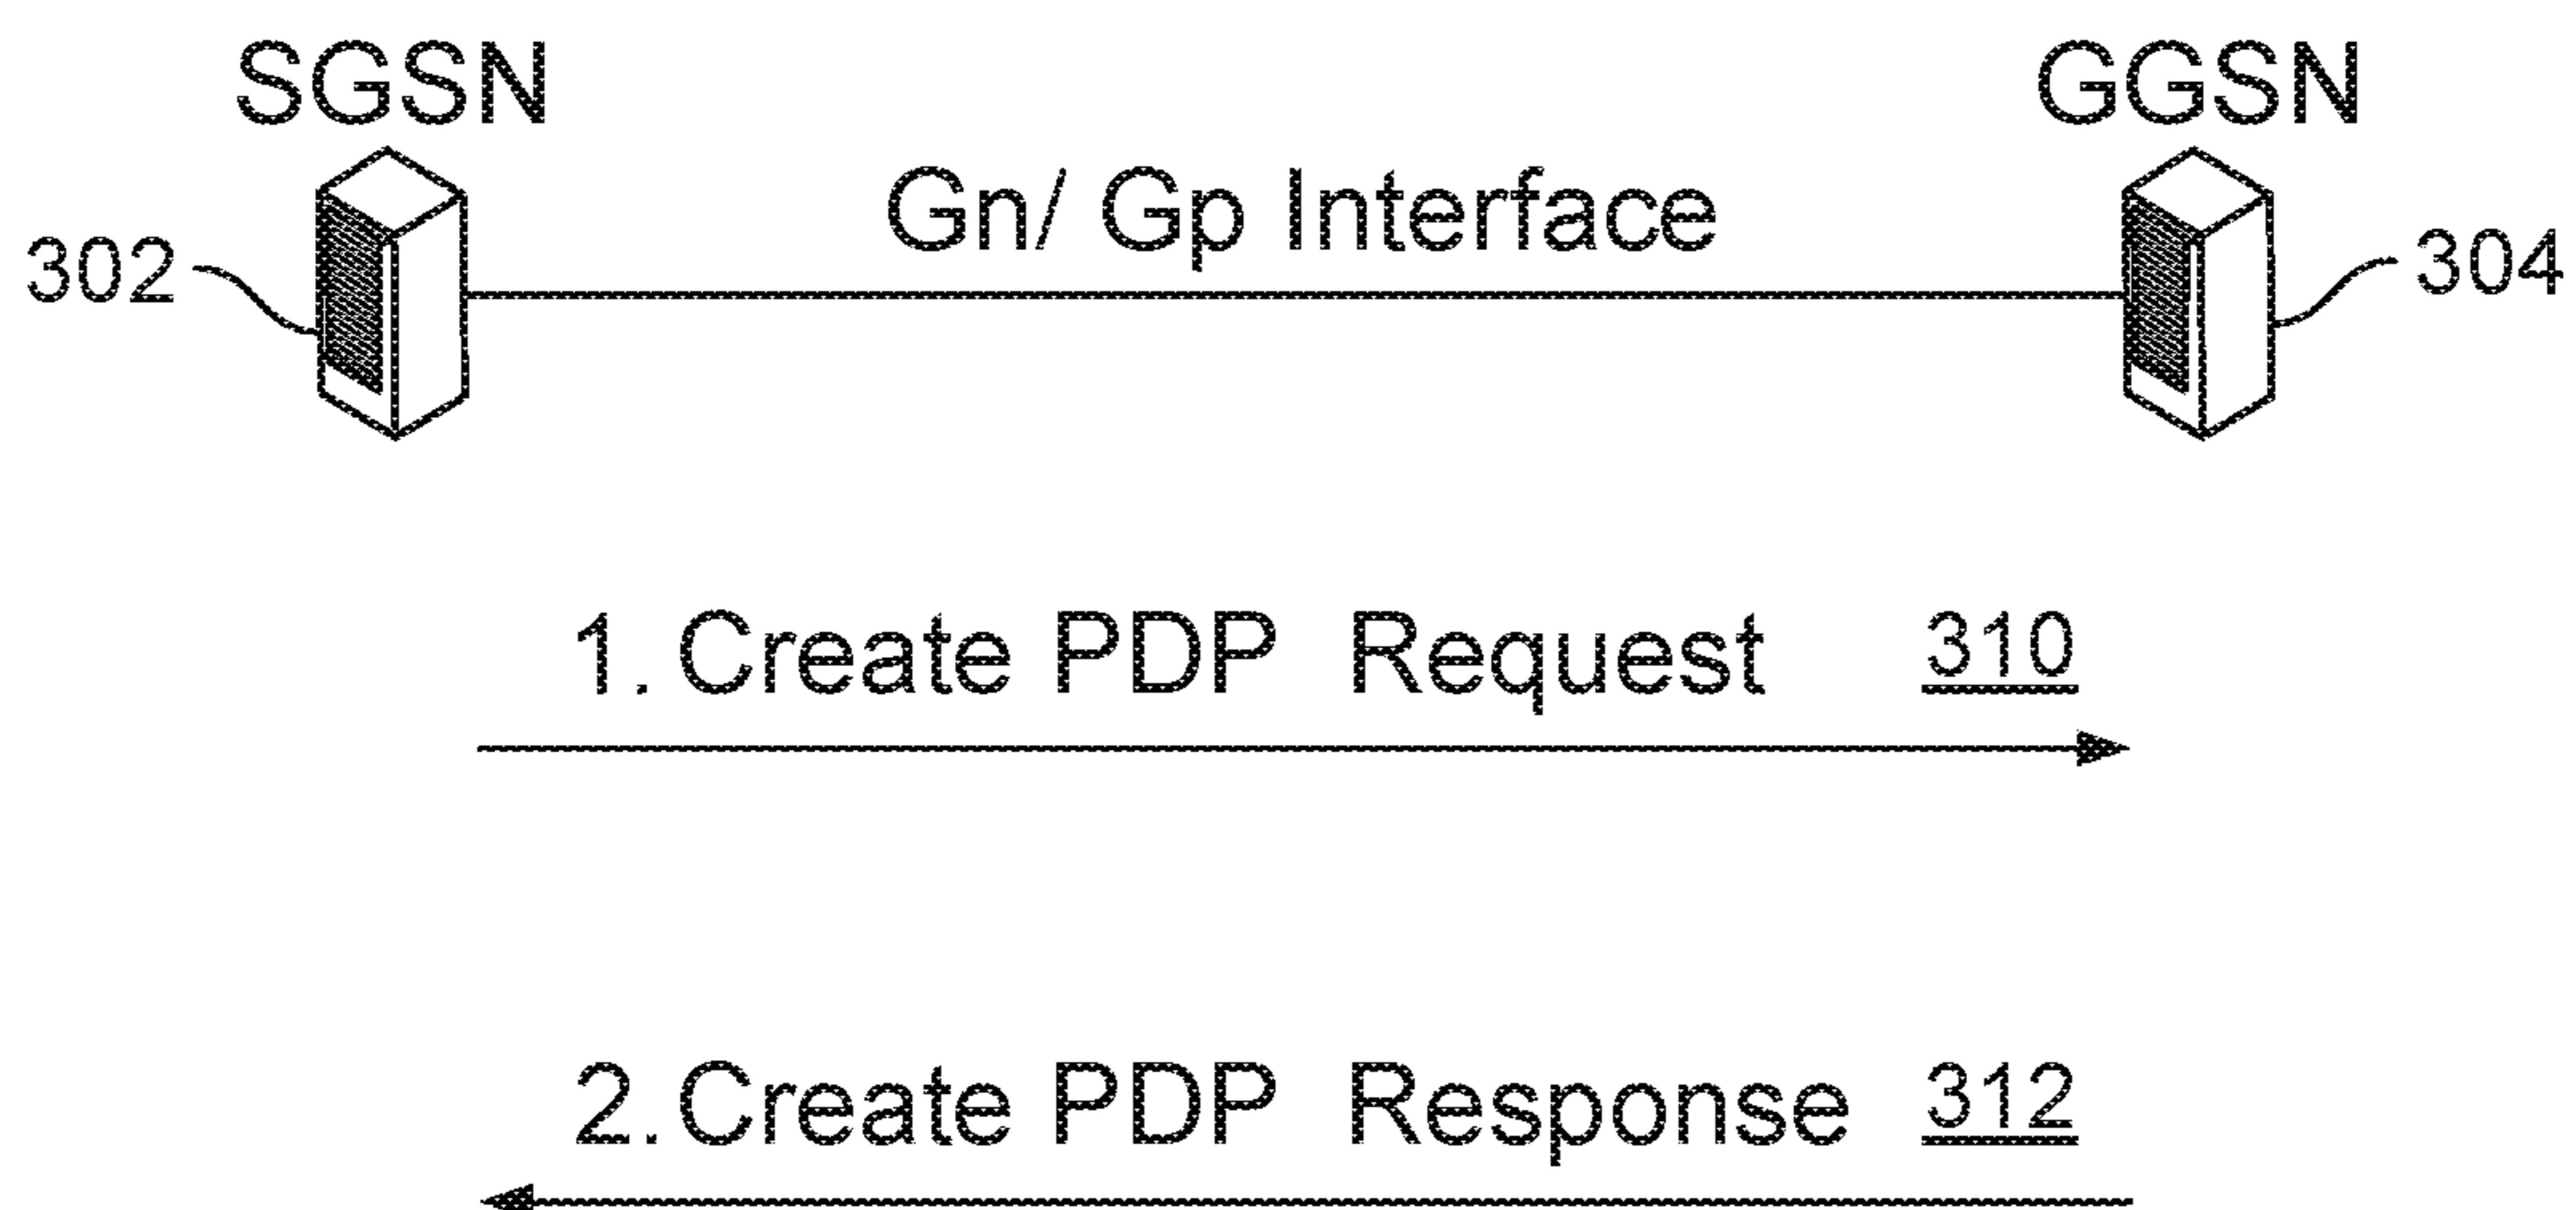 SGSN
GGSN
Gn/ Gp Interface
302
304
1. Create PDP Request 310
2. Create PDP Response 312